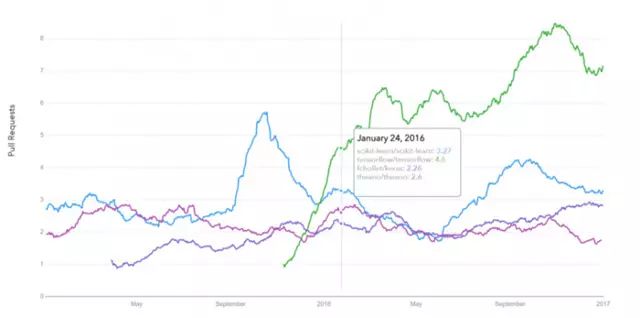 8
7
6
5
4
3
2
1
0
Pull Requests
January 24, 2016
scikit-learn/scikit-learn: 3.27
tensorflow/tensorflow: 4.6
fchollet/keras: 2.26
theano/theano: 2.6
May
September
2016
May
September
2017